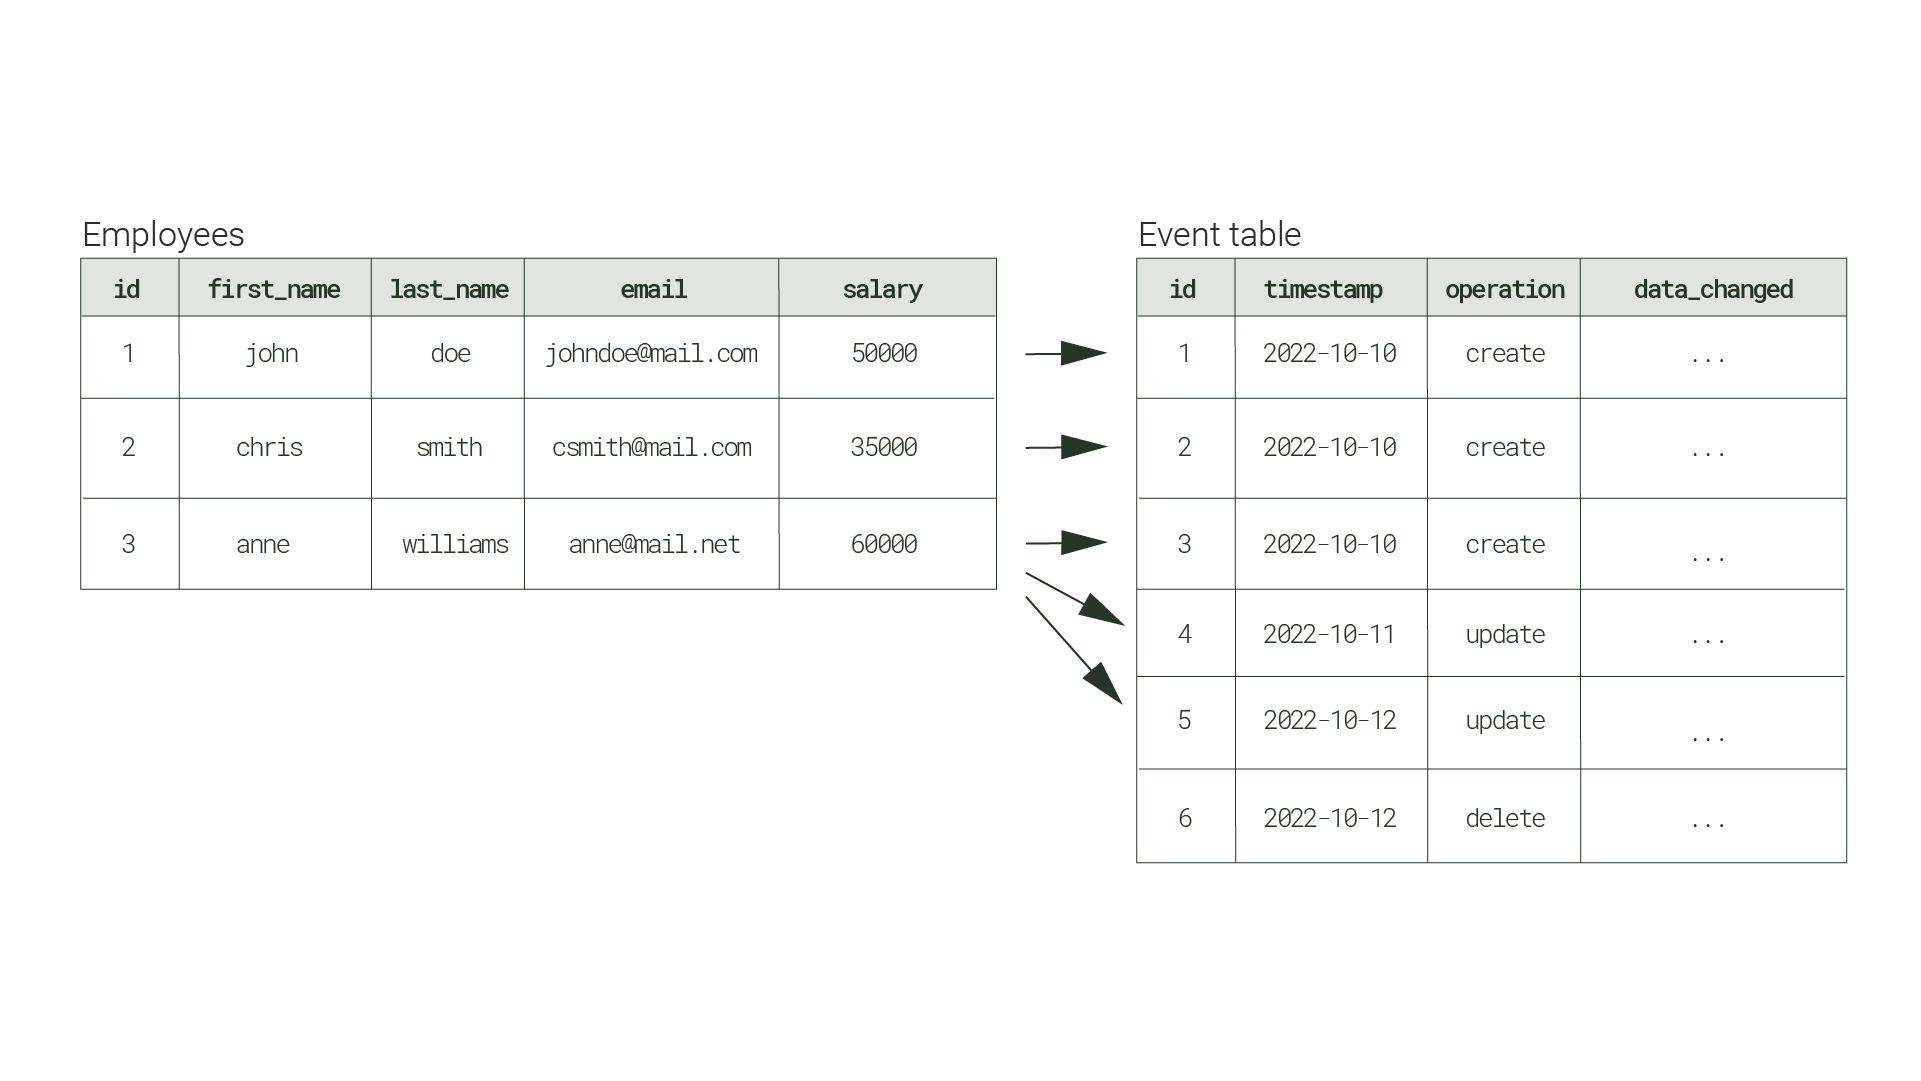 Employees
id first_name last_name email salary
1 john doe johndoe@mail.com 50000
2 chris smith csmith@mail.com 35000
3 anne williams anne@mail.net 60000
Event table
id timestamp operation data_changed
1 2022-10-10 create ...
2 2022-10-10 create ...
3 2022-10-10 create ...
4 2022-10-11 update ...
5 2022-10-12 update ...
6 2022-10-12 delete ...